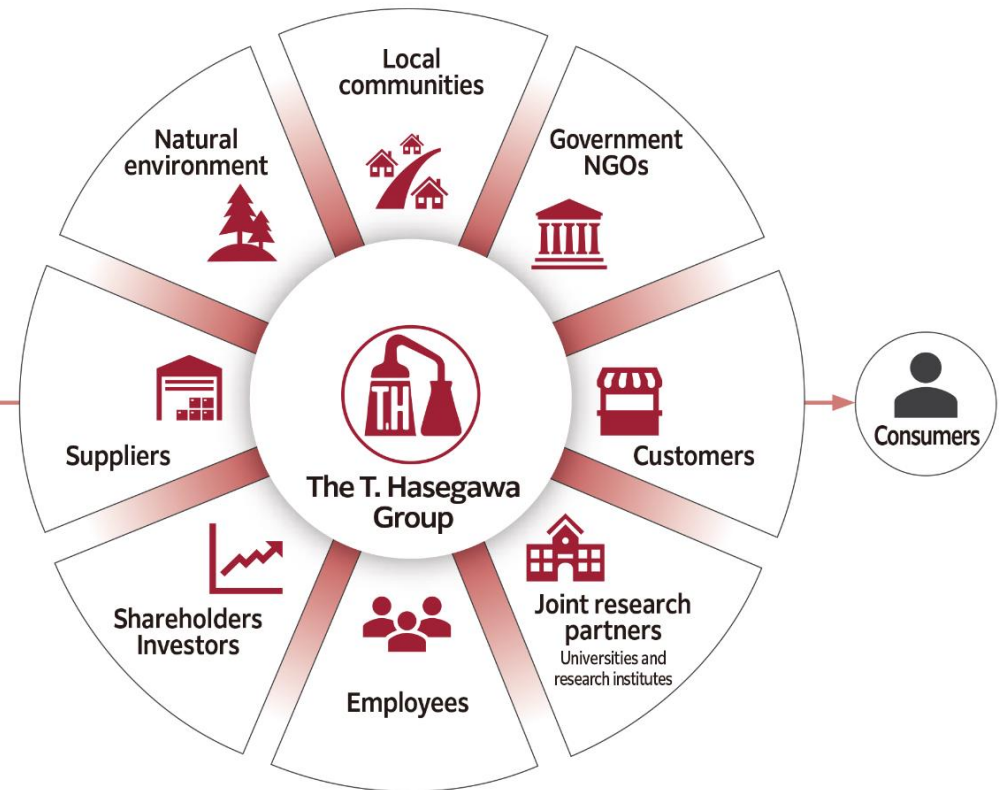 Local
communities
Government
NGOs
Natural
environment
Suppliers
T.H
The T. Hasegawa
Group
Customers
Consumers
Shareholders
Investors
Employees
Joint research
partners
Universities and
research institutes